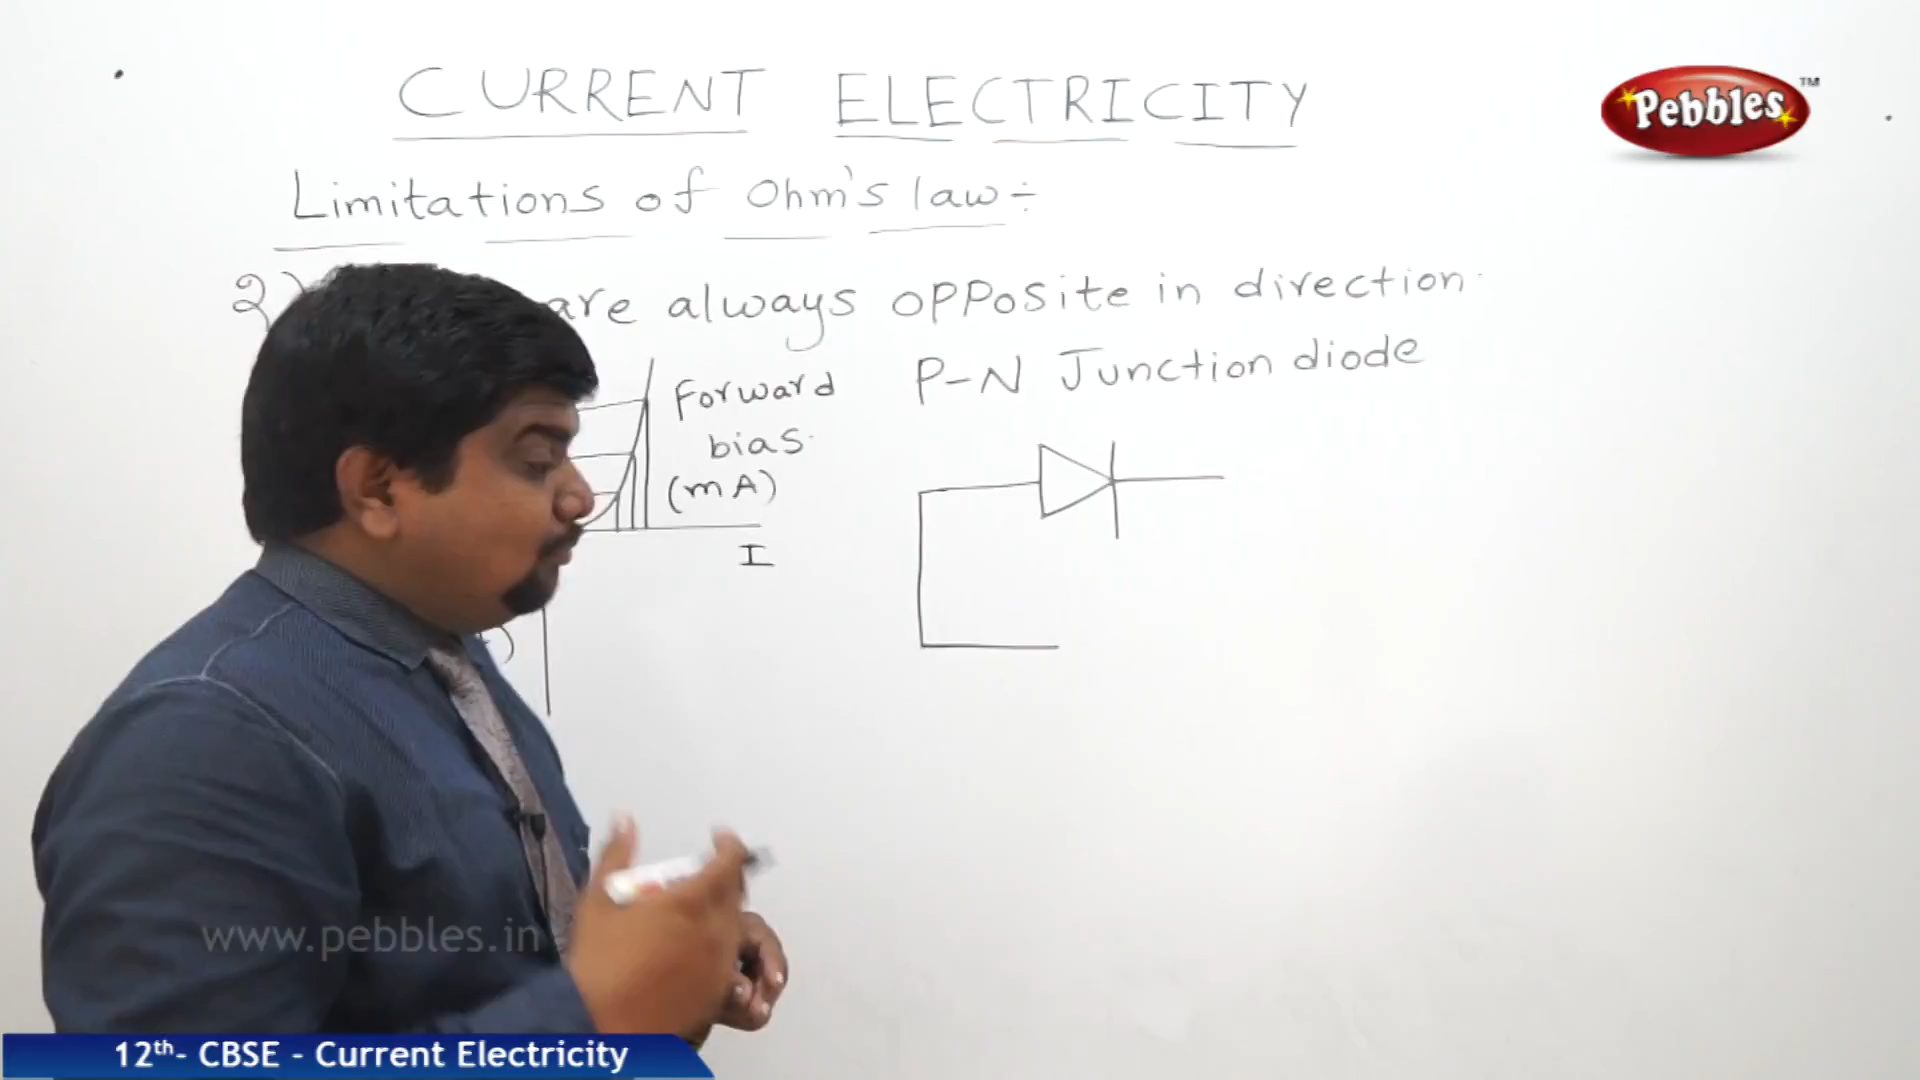 CURRENT ELECTRICITY
Pebbles™
Limitations of Ohm's law:-
2) are always opposite in direction.
Forward
bias.
(mA)
I
P-N Junction diode
)
www.pebbles.in
12th- CBSE - Current Electricity